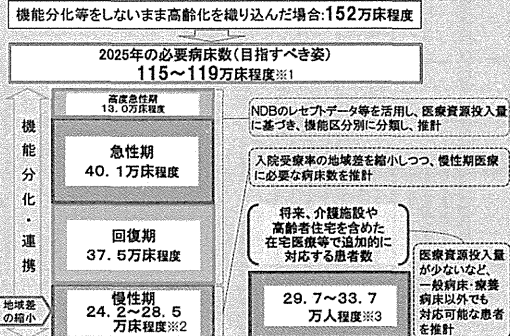 機能分化等をしないまま高齢化を織り込んだ場合:152万床程度
2025年の必要病床数(目指すべき姿)
115～119万床程度※1
機能分化・連携
地域差
の縮小
高度急性期
13.0万床程度
急性期
40.1万床程度
回復期
37.5万床程度
慢性期
24.2～28.5
万床程度※2
NDBのレセプトデータ等を活用し、医療資源投入量
に基づき、機能区分別に分類し、推計
入院受療率の地域差を縮小しつつ、慢性期医療
に必要な病床数を推計
将来、介護施設や
高齢者住宅を含めた
在宅医療等で追加的に
対応する患者数
29.7～33.7
万人程度※3
医療資源投入量
が少ないなど、
一般病床・療養
病床以外でも
対応可能な患者
を推計